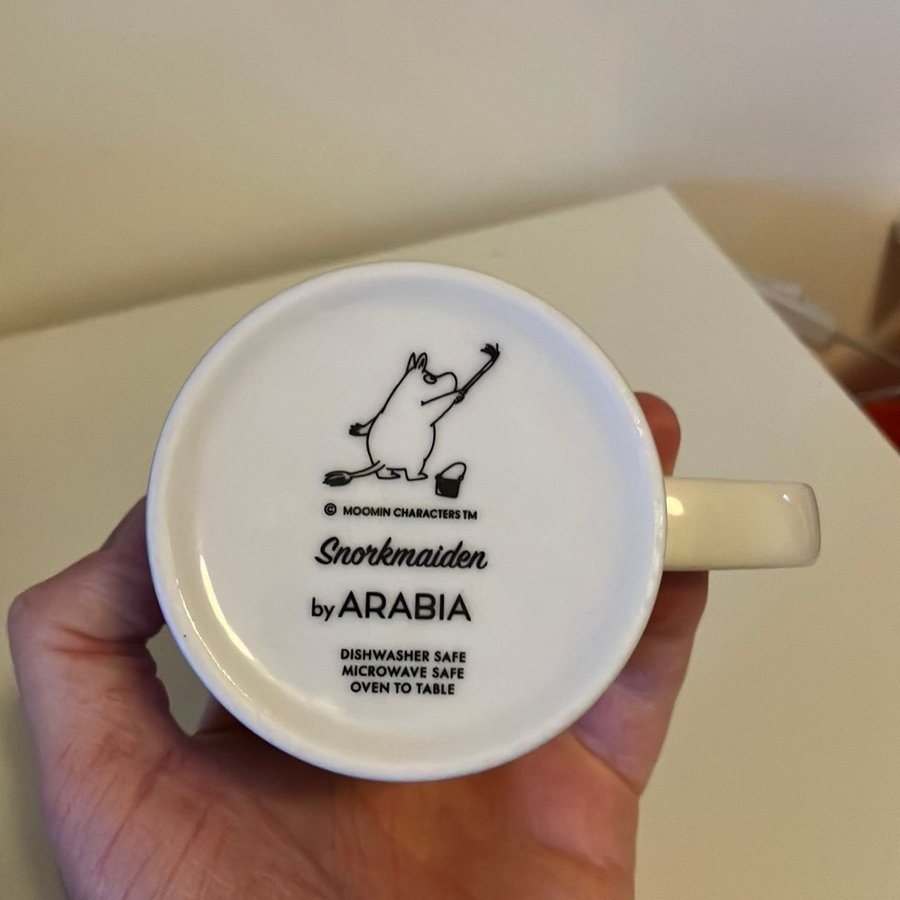 © MOOMIN CHARACTERS TM
Snorkmaiden
by ARABIA
DISHWASHER SAFE
MICROWAVE SAFE
OVEN TO TABLE